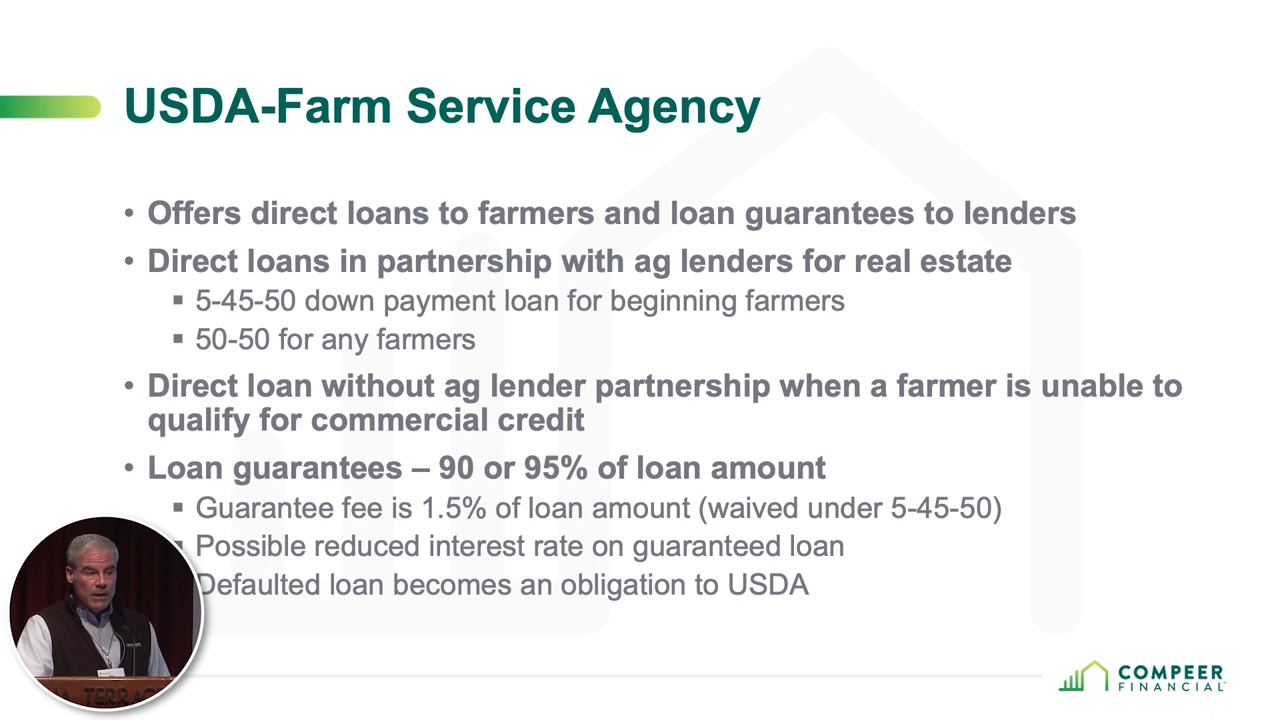 USDA-Farm Service Agency
• Offers direct loans to farmers and loan guarantees to lenders
• Direct loans in partnership with ag lenders for real estate
▪ 5-45-50 down payment loan for beginning farmers
▪ 50-50 for any farmers
• Direct loan without ag lender partnership when a farmer is unable to
qualify for commercial credit
• Loan guarantees – 90 or 95% of loan amount
▪ Guarantee fee is 1.5% of loan amount (waived under 5-45-50)
▪ Possible reduced interest rate on guaranteed loan
Defaulted loan becomes an obligation to USDA
COMPEER
FINANCIAL